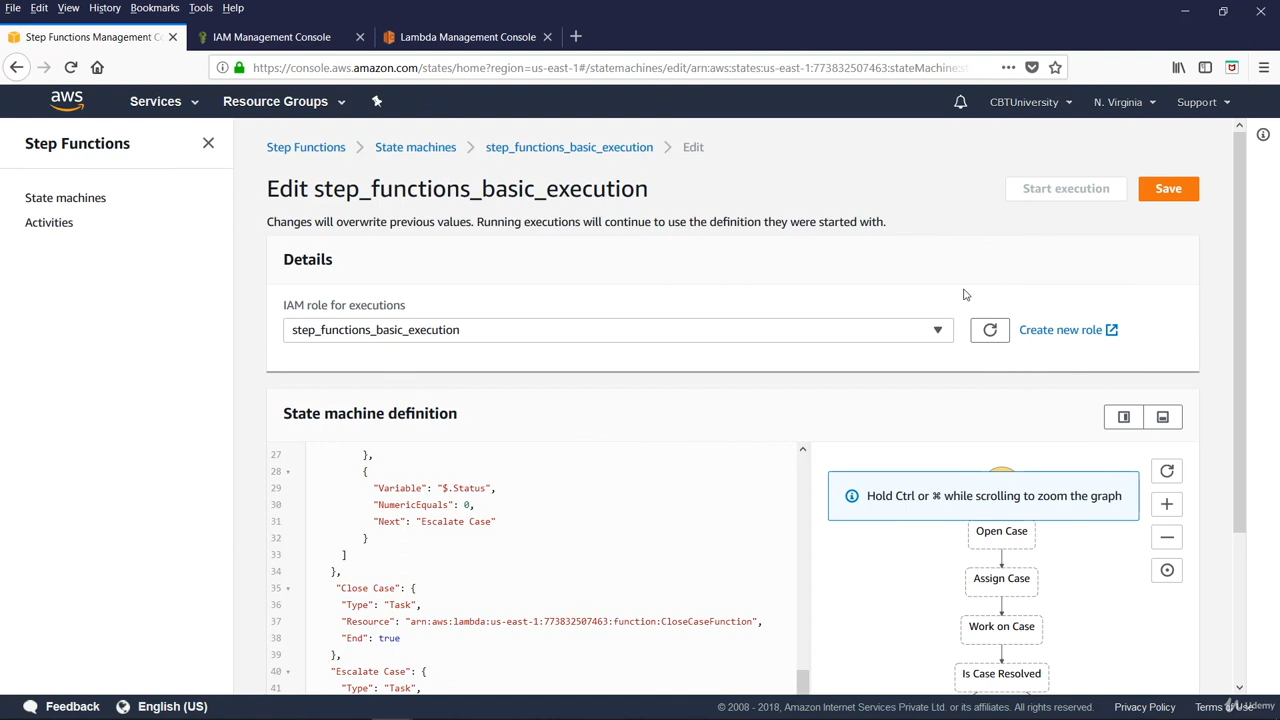 File Edit View History Bookmarks Tools Help
Step Functions Management Co
IAM Management Console
Lambda Management Console
https://console.aws.amazon.com/states/home?region=us-east-1#/statemachines/edit/arn:aws:states:us-east-1:773832507463:stateMachine:st
aws Services Resource Groups CBTUniversity N. Virginia Support
Step Functions
State machines
Activities
Step Functions State machines step_functions_basic_execution Edit
Edit step_functions_basic_execution
Start execution Save
Changes will overwrite previous values. Running executions will continue to use the definition they were started with.
Details
IAM role for executions
step_functions_basic_execution
Create new role
State machine definition
27 },
28 {
29 "Variable": "$.Status",
30 "NumericEquals": 0,
31 "Next": "Escalate Case"
32 }
33 ]
34 },
35 "Close Case": {
36 "Type": "Task",
37 "Resource": "arn:aws:lambda:us-east-1:773832507463:function:CloseCaseFunction",
38 "End": true
39 },
40 "Escalate Case": {
41 "Type": "Task",
Hold Ctrl or ⌘ while scrolling to zoom the graph
Open Case
Assign Case
Work on Case
Is Case Resolved
Feedback English (US)
© 2008 - 2018, Amazon Internet Services Private Ltd. or its affiliates. All rights reserved. Privacy Policy Terms of Use
Udemy